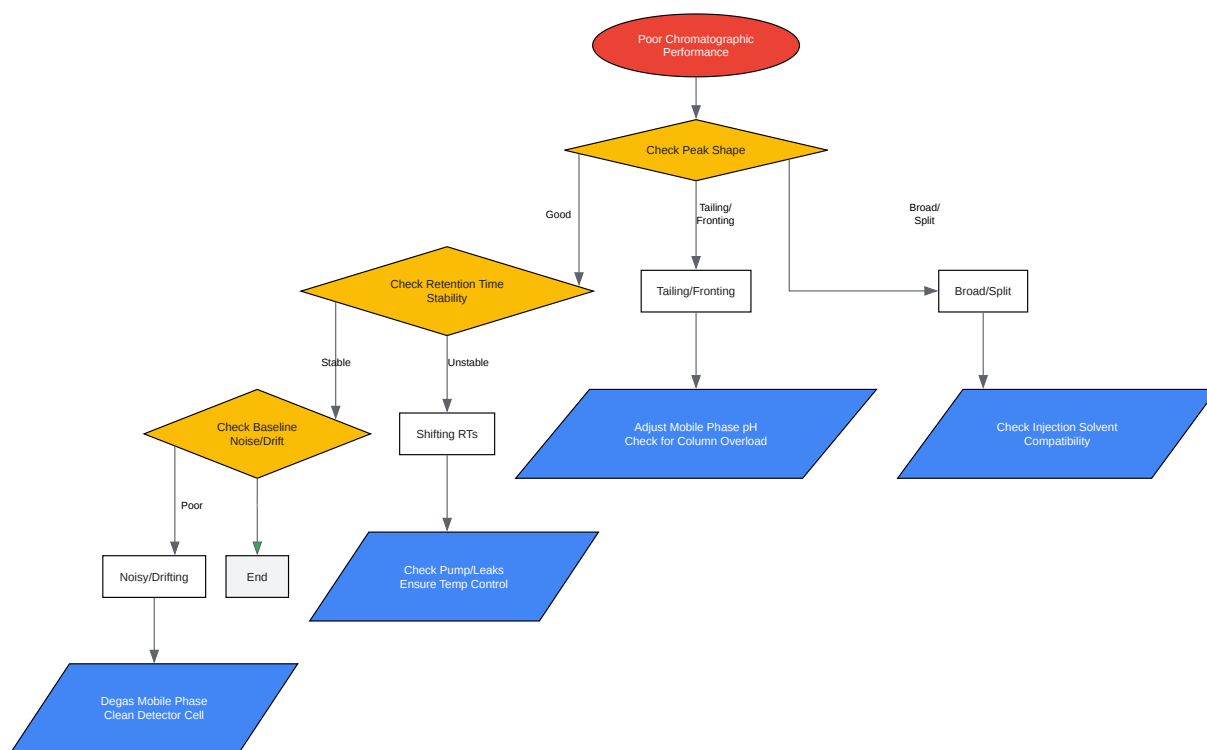 Poor Chromatographic
Performance
Check Peak Shape
Good
Tailing/
Fronting
Broad/
Split
Check Retention Time
Stability
Tailing/Fronting
Broad/Split
Stable
Unstable
Check Baseline
Noise/Drift
Shifting RTs
Adjust Mobile Phase pH
Check for Column Overload
Check Injection Solvent
Compatibility
Poor
Noisy/Drifting
End
Check Pump/Leaks
Ensure Temp Control
Degas Mobile Phase
Clean Detector Cell